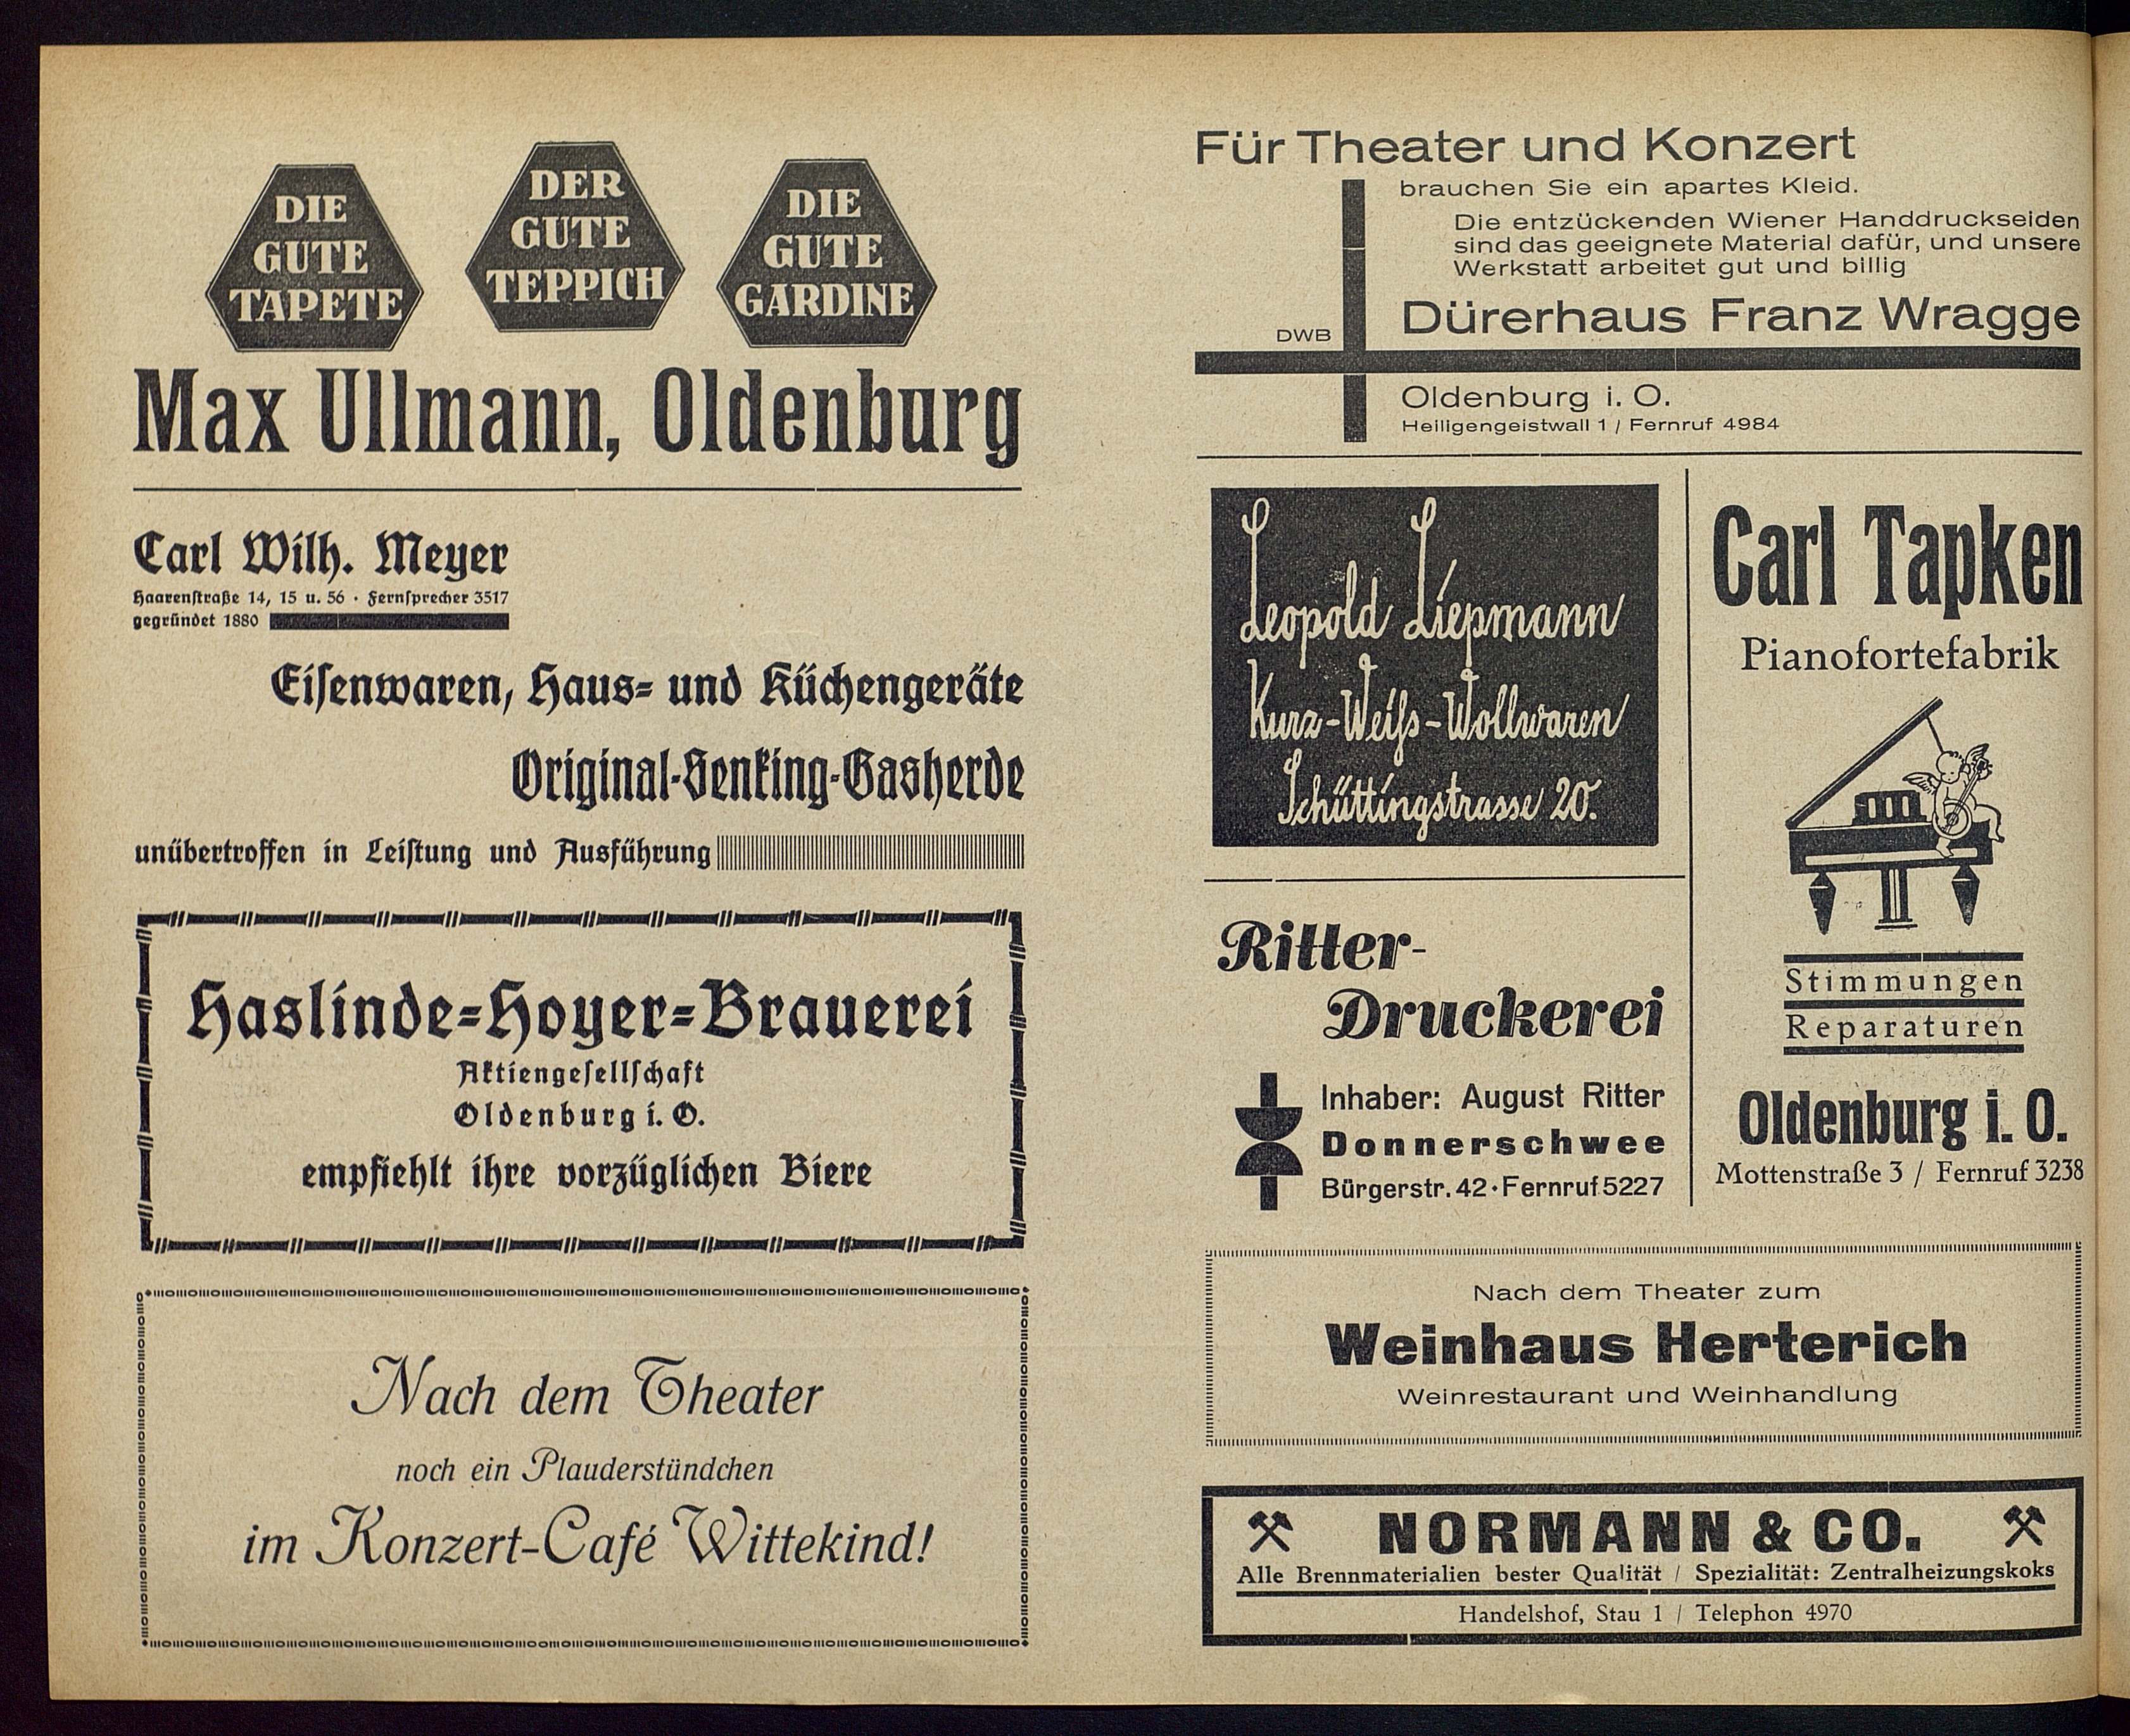 DIE
GUTE
TAPETE
DER
GUTE
TEPPICH
DIE
GUTE
GARDINE
Max Ullmann, Oldenburg
Carl Wilh. Meyer
Haarenstraße 14, 15 u. 56 · Fernsprecher 3517
gegründet 1880
Eisenwaren, Haus- und Küchengeräte
Original-Senking-Gasherde
unübertroffen in Leistung und Ausführung
Haslinde-Hoyer-Brauerei
Aktiengesellschaft
Oldenburg i. O.
empfiehlt ihre vorzüglichen Biere
Nach dem Theater
noch ein Plauderstündchen
im Konzert-Café Wittekind!
Für Theater und Konzert
brauchen Sie ein apartes Kleid.
Die entzückenden Wiener Handdruckseiden
sind das geeignete Material dafür, und unsere
Werkstatt arbeitet gut und billig
DWB
Dürerhaus Franz Wragge
Oldenburg i. O.
Heiligengeistwall 1 / Fernruf 4984
Leopold Liepmann
Kurz-Weiß-Wollwaren
Schüttingstrasse 20.
Carl Tapken
Pianofortefabrik
Stimmungen
Reparaturen
Oldenburg i. O.
Mottenstraße 3 / Fernruf 3238
Ritter-
Druckerei
Inhaber: August Ritter
Donnerschwee
Bürgerstr. 42 · Fernruf 5227
Nach dem Theater zum
Weinhaus Herterich
Weinrestaurant und Weinhandlung
NORMANN & CO.
Alle Brennmaterialien bester Qualität / Spezialität: Zentralheizungskoks
Handelshof, Stau 1 / Telephon 4970